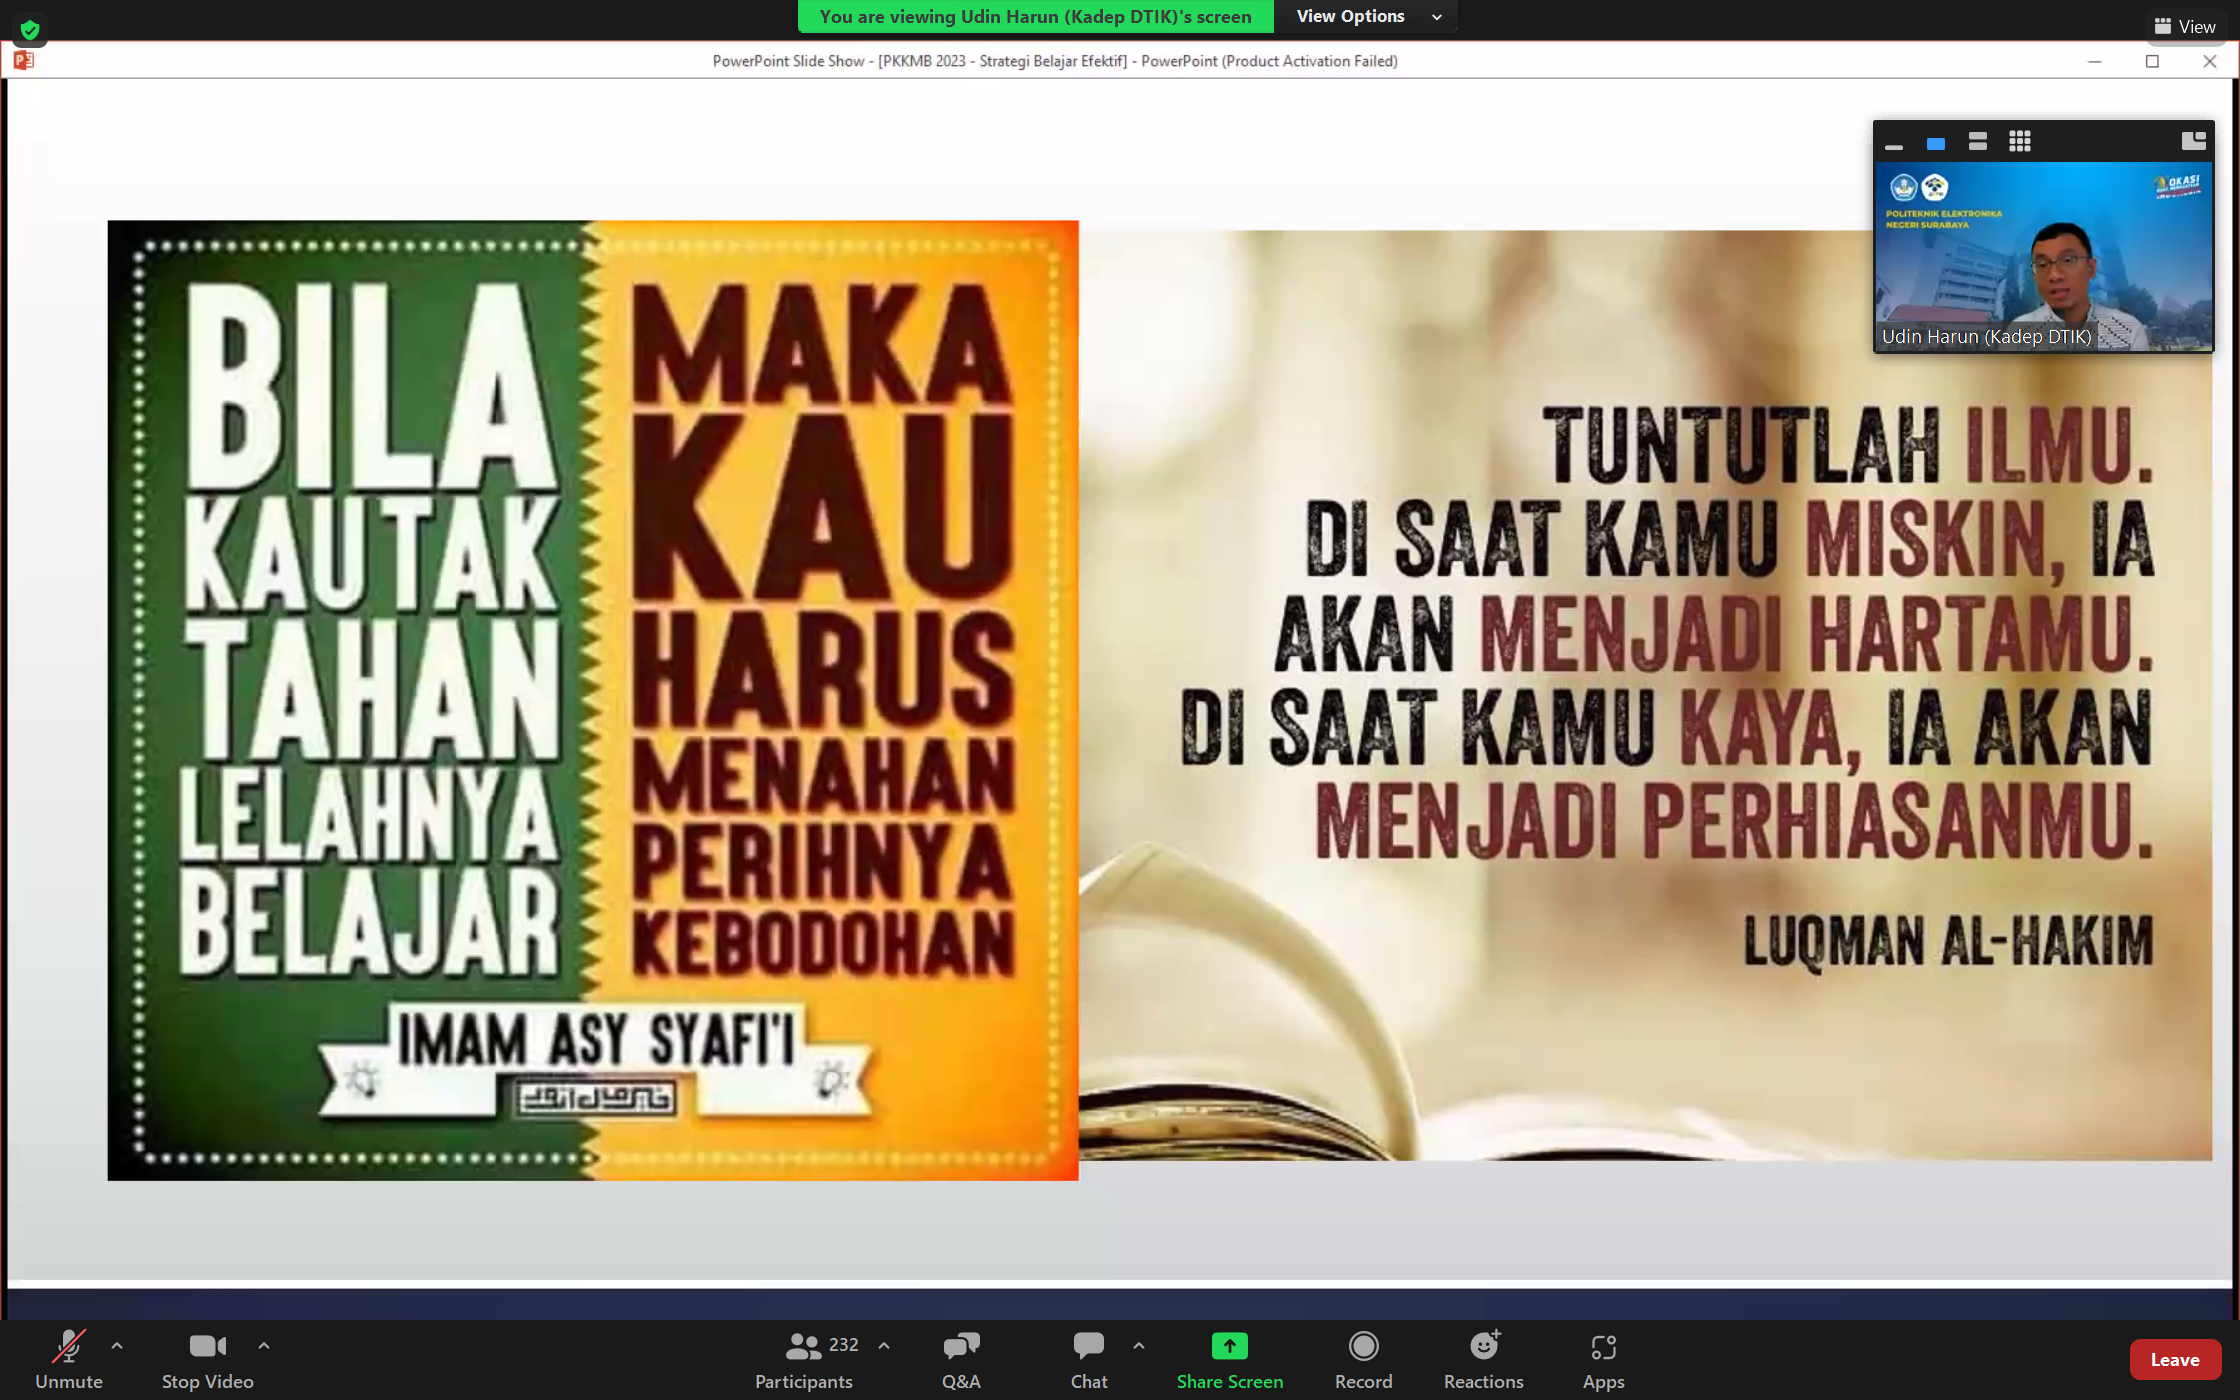 You are viewing Udin Harun (Kadep DTIK)'s screen
View Options
View
PowerPoint Slide Show - [PKKMB 2023 - Strategi Belajar Efektif] - PowerPoint (Product Activation Failed)
POLITEKNIK ELEKTRONIKA
NEGERI SURABAYA
Udin Harun (Kadep DTIK)
BILA
KAU TAK
TAHAN
LELAHNYA
BELAJAR
MAKA
KAU
HARUS
MENAHAN
PERIHNYA
KEBODOHAN
IMAM ASY SYAFI'I
TUNTUTLAH ILMU.
DI SAAT KAMU MISKIN, IA
AKAN MENJADI HARTAMU.
DI SAAT KAMU KAYA, IA AKAN
MENJADI PERHIASANMU.
LUQMAN AL-HAKIM
Unmute
Stop Video
232
Participants
Q&A
Chat
Share Screen
Record
Reactions
Apps
Leave